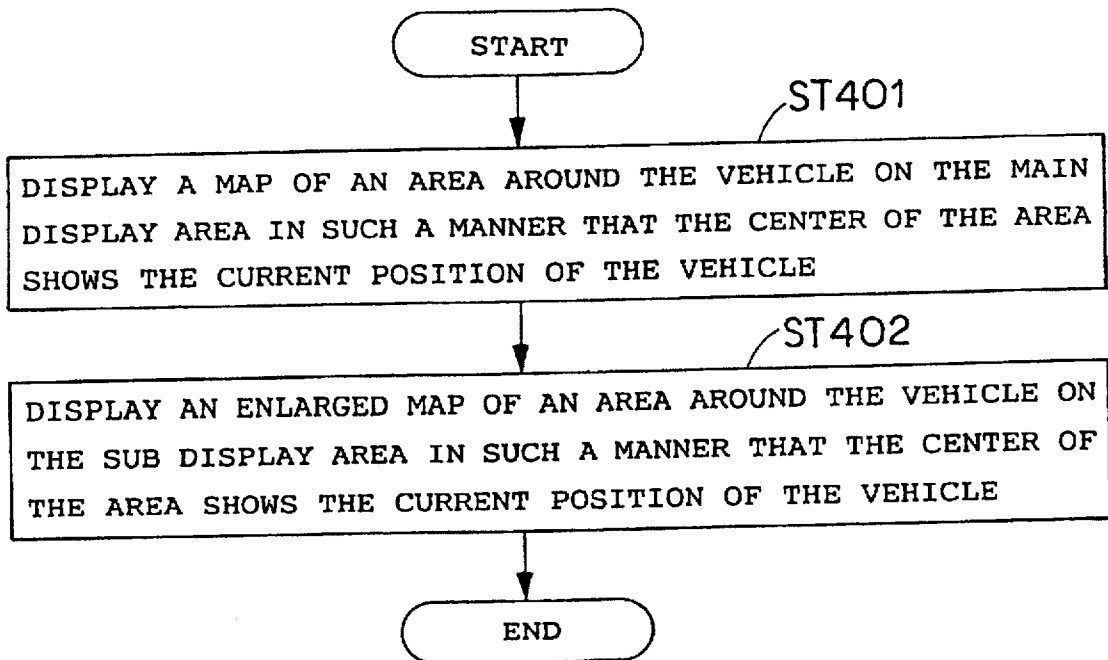 START
ST401
DISPLAY A MAP OF AN AREA AROUND THE VEHICLE ON THE MAIN
DISPLAY AREA IN SUCH A MANNER THAT THE CENTER OF THE AREA
SHOWS THE CURRENT POSITION OF THE VEHICLE
ST402
DISPLAY AN ENLARGED MAP OF AN AREA AROUND THE VEHICLE ON
THE SUB DISPLAY AREA IN SUCH A MANNER THAT THE CENTER OF
THE AREA SHOWS THE CURRENT POSITION OF THE VEHICLE
END